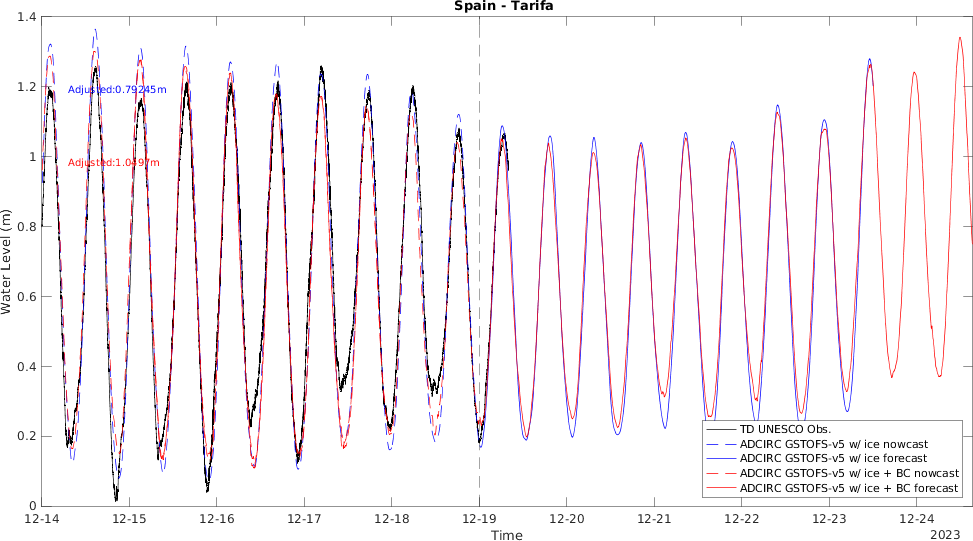 Spain - Tarifa
1.4
1.2
1
0.8
0.6
0.4
0.2
0
Water Level (m)
Adjusted:0.79245m
Adjusted:1.0497m
TD UNESCO Obs.
ADCIRC GSTOFS-v5 w/ ice nowcast
ADCIRC GSTOFS-v5 w/ ice forecast
ADCIRC GSTOFS-v5 w/ ice + BC nowcast
ADCIRC GSTOFS-v5 w/ ice + BC forecast
12-14 12-15 12-16 12-17 12-18 12-19 12-20 12-21 12-22 12-23 12-24
Time
2023